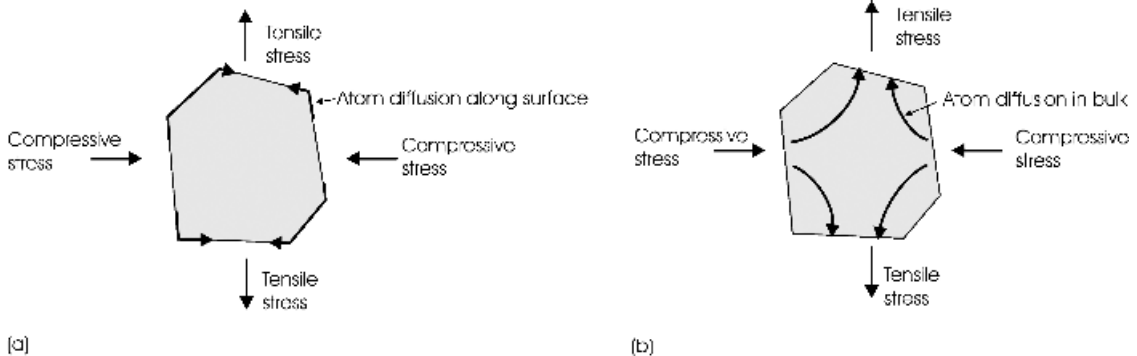 Tensile
stress
Atom diffusion along surface
Compressive
stress
Compressive
stress
Tensile
stress
(a)
Tensile
stress
Atom diffusion in bulk
Compressive
stress
Compressive
stress
Tensile
stress
(b)